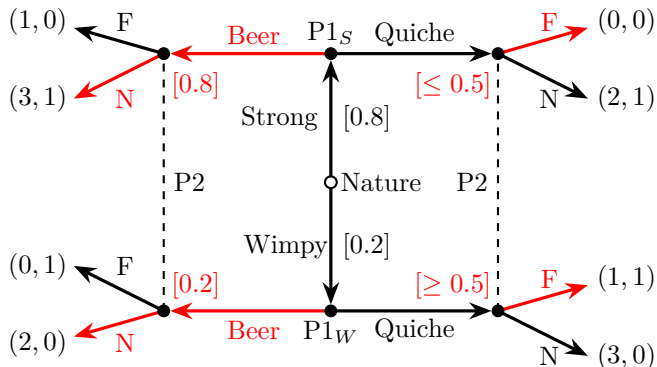 (1,0) F Beer P1_S Quiche F (0,0)
(3,1) N [0.8] [≤ 0.5] N (2,1)
Strong [0.8]
P2 Nature P2
Wimpy [0.2]
(0,1) F [0.2] [≥ 0.5] F (1,1)
(2,0) N Beer P1_W Quiche N (3,0)